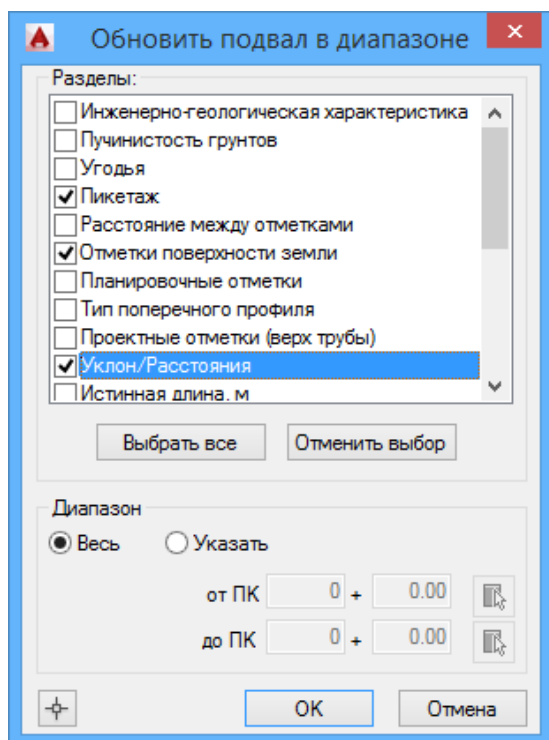 Обновить подвал в диапазоне
Разделы:
Инженерно-геологическая характеристика
Пучинистость грунтов
Угодья
Пикетаж
Расстояние между отметками
Отметки поверхности земли
Планировочные отметки
Тип поперечного профиля
Проектные отметки (верх трубы)
Уклон/Расстояния
Истинная длина, м
Выбрать все Отменить выбор
Диапазон
Весь Указать
от ПК 0 + 0.00
до ПК 0 + 0.00
OK Отмена